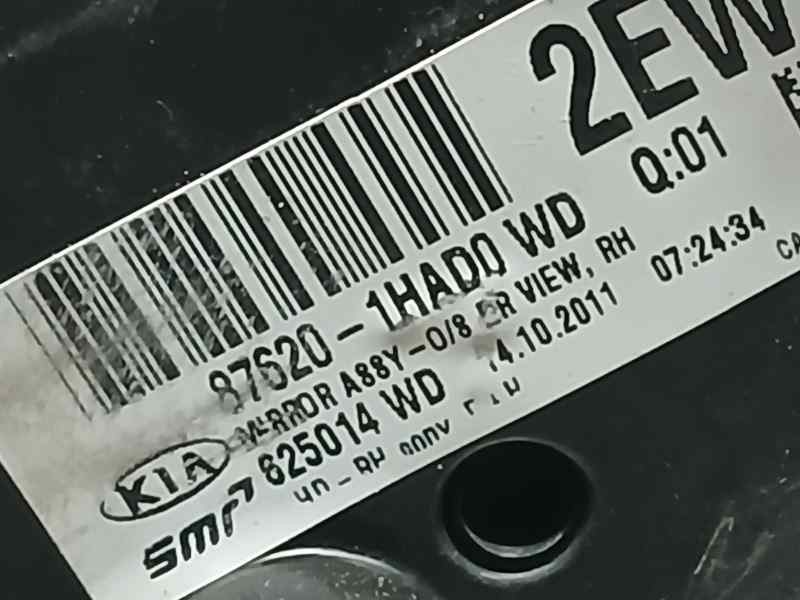 2EW
Q:01
87620-1HAD0 WD
MIRROR ASSY-O/S RR VIEW, RH
KIA 825014 WD 14.10.2011 07:24:34
smr